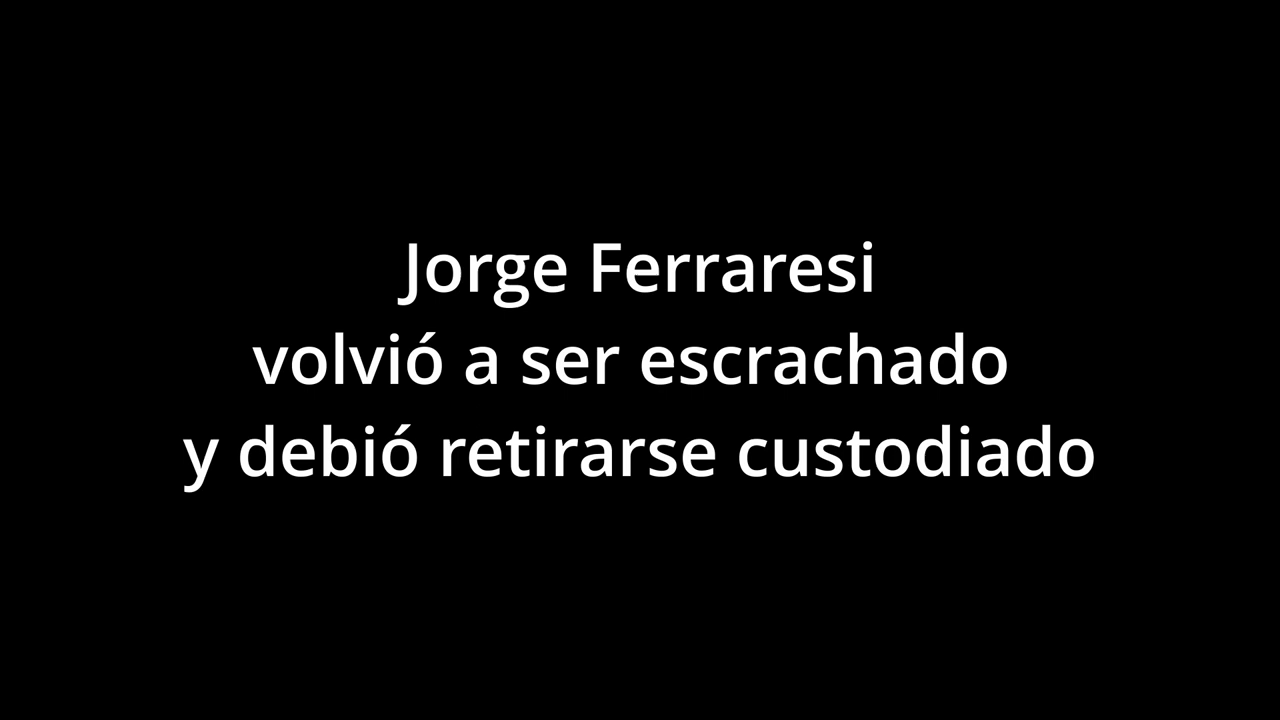 Jorge Ferraresi
volvió a ser escrachado
y debió retirarse custodiado